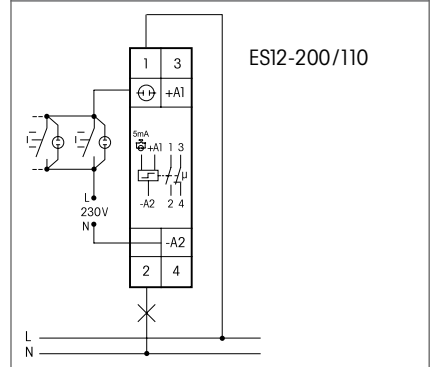 ES12-200/110
1 3
+A1
5mA
+A1 1 3
µ
-A2 2 4
L
230V
N
-A2
2 4
L
N